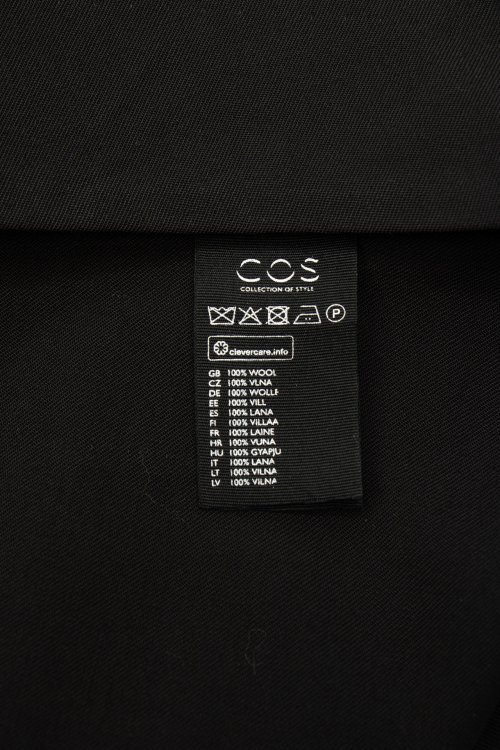 COS
COLLECTION OF STYLE
P
clevercare.info
GB 100% WOOL
CZ 100% VLNA
DE 100% WOLLE
EE 100% VILL
ES 100% LANA
FI 100% VILLAA
FR 100% LAINE
HR 100% VUNA
HU 100% GYAPJU
IT 100% LANA
LT 100% VILNA
LV 100% VILNA